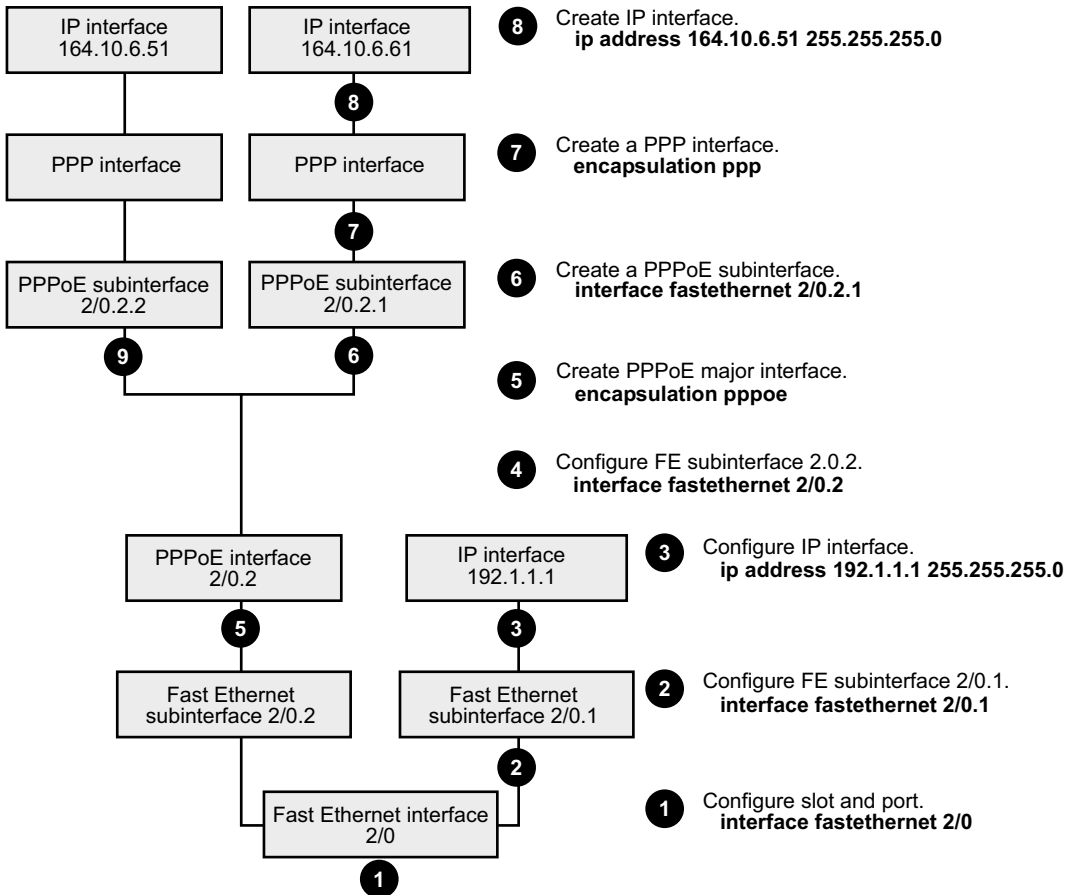 IP interface
164.10.6.51
IP interface
164.10.6.61
8
Create IP interface.
ip address 164.10.6.51 255.255.255.0
8
PPP interface
PPP interface
7
Create a PPP interface.
encapsulation ppp
7
PPPoE subinterface
2/0.2.2
PPPoE subinterface
2/0.2.1
6
Create a PPPoE subinterface.
interface fastethernet 2/0.2.1
9
6
5
Create PPPoE major interface.
encapsulation pppoe
4
Configure FE subinterface 2.0.2.
interface fastethernet 2/0.2
PPPoE interface
2/0.2
IP interface
192.1.1.1
3
Configure IP interface.
ip address 192.1.1.1 255.255.255.0
5
3
Fast Ethernet
subinterface 2/0.2
Fast Ethernet
subinterface 2/0.1
2
Configure FE subinterface 2/0.1.
interface fastethernet 2/0.1
2
Fast Ethernet interface
2/0
1
Configure slot and port.
interface fastethernet 2/0
1